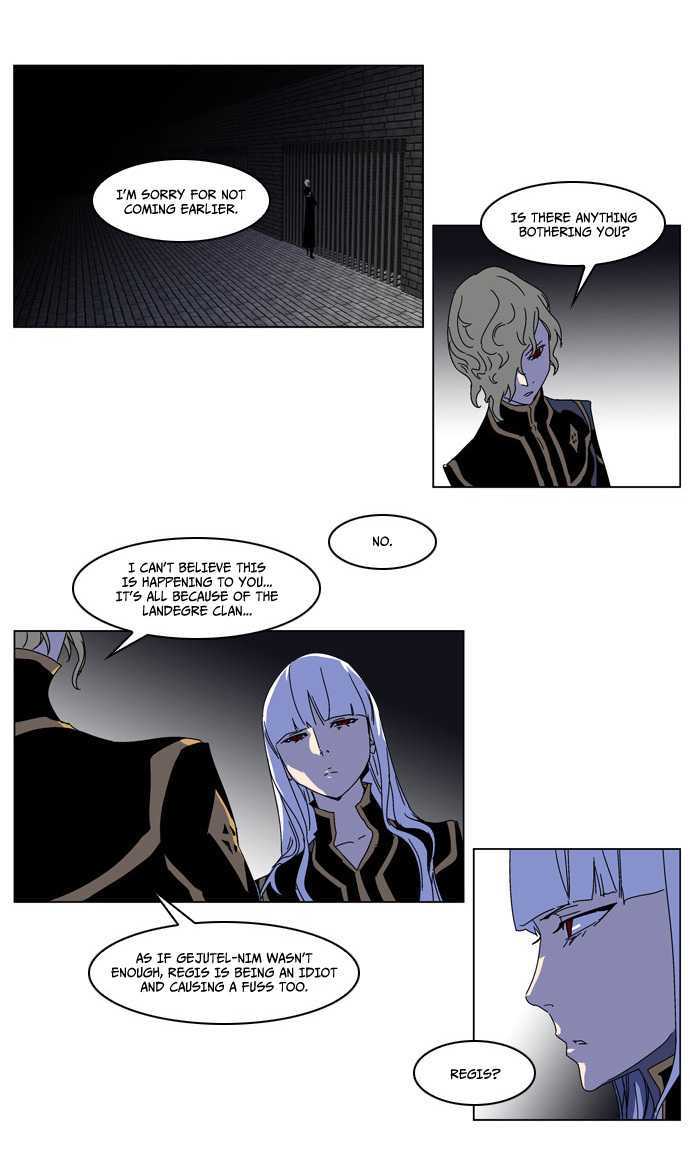 I'M SORRY FOR NOT
COMING EARLIER.
IS THERE ANYTHING
BOTHERING YOU?
NO.
I CAN'T BELIEVE THIS
IS HAPPENING TO YOU...
IT'S ALL BECAUSE OF THE
LANDEGRE CLAN...
AS IF GEJUTEL-NIM WASN'T
ENOUGH, REGIS IS BEING AN IDIOT
AND CAUSING A FUSS TOO.
REGIS?